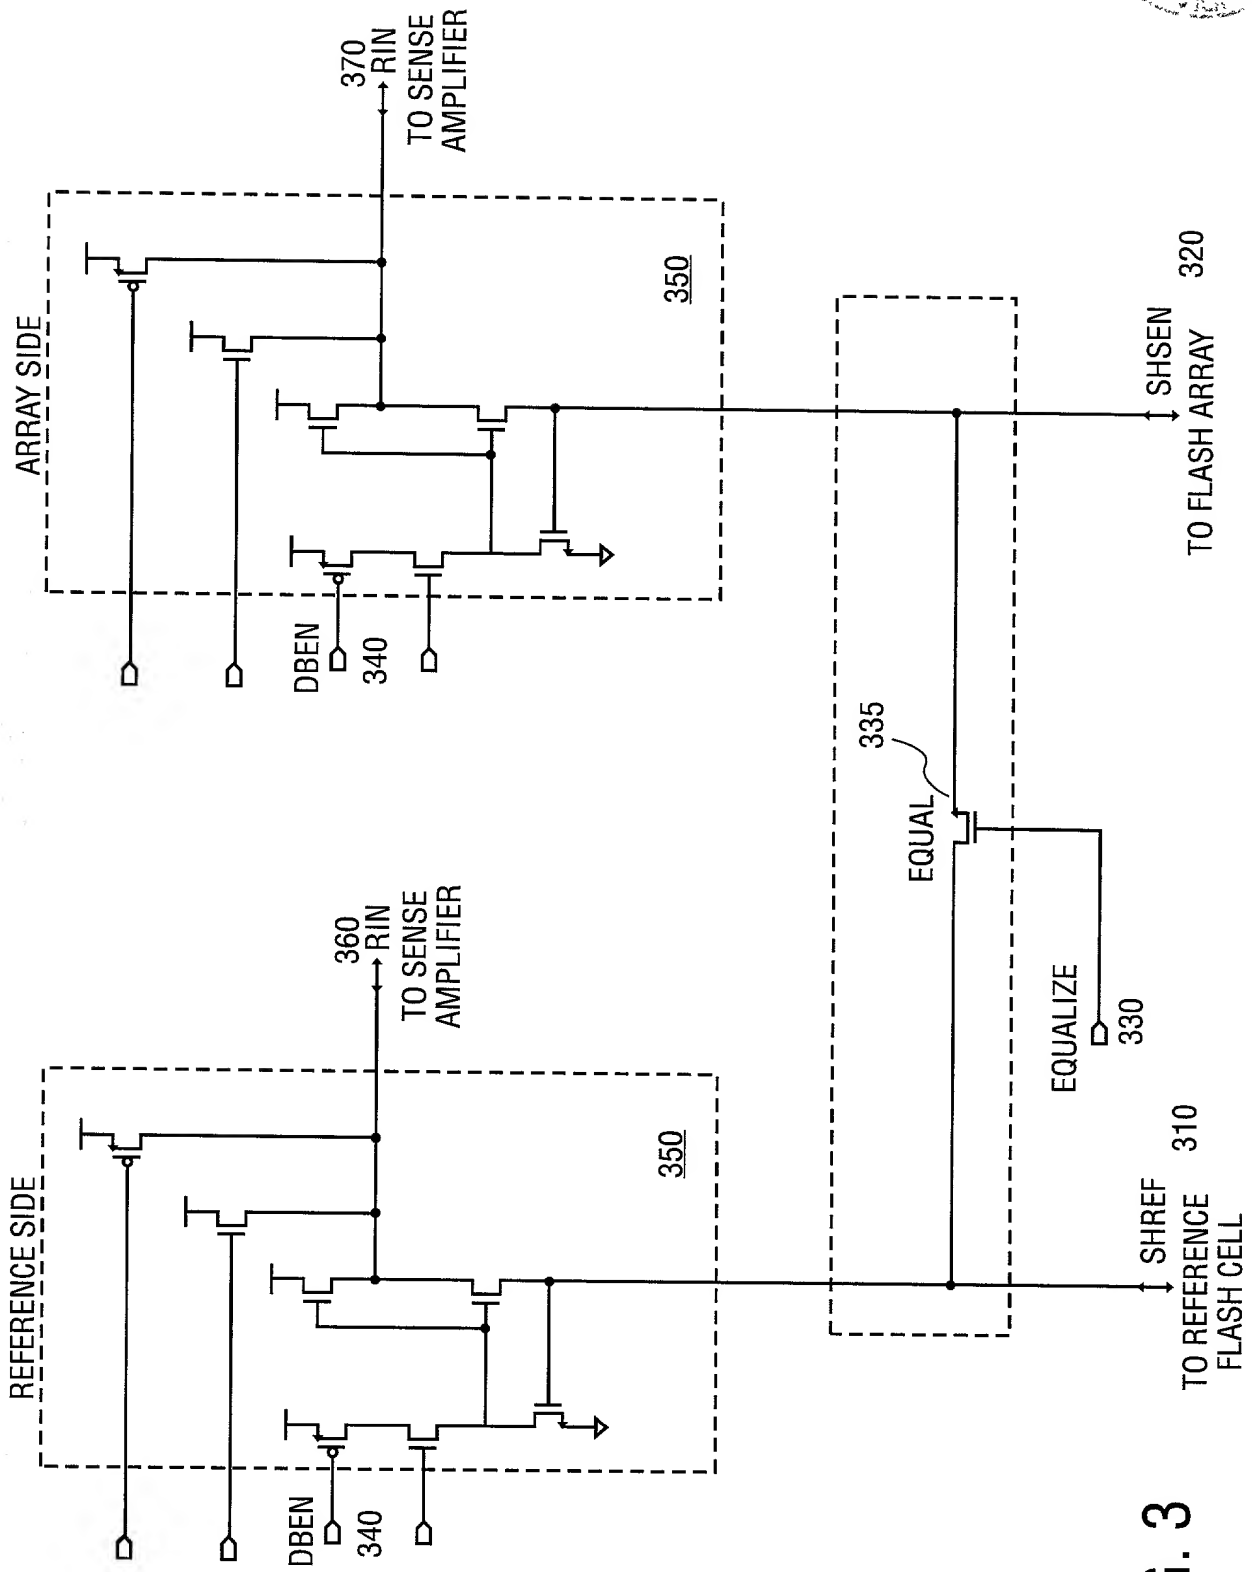 REFERENCE SIDE
DBEN
340
350
360
RIN
TO SENSE
AMPLIFIER
SHREF
310
TO REFERENCE
FLASH CELL
EQUALIZE
330
EQUAL
335
ARRAY SIDE
DBEN
340
350
370
RIN
TO SENSE
AMPLIFIER
SHSEN
320
TO FLASH ARRAY
3